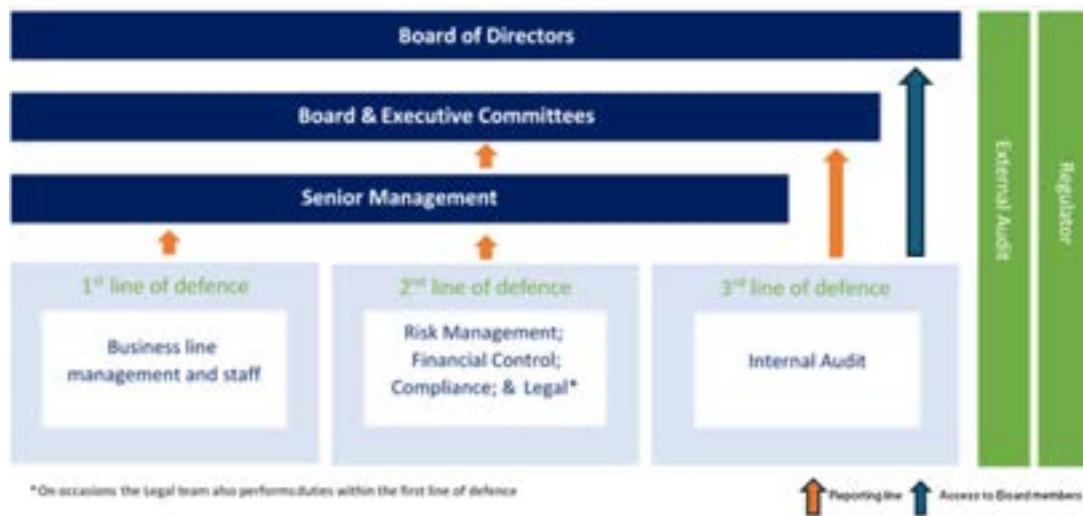 Board of Directors
Board & Executive Committees
Senior Management
1st line of defence
Business line
management and staff
2nd line of defence
Risk Management;
Financial Control;
Compliance; & Legal*
3rd line of defence
Internal Audit
External Audit
Regulator
*On occasions the Legal team also performs duties within the first line of defence
Reporting line
Access to Board members